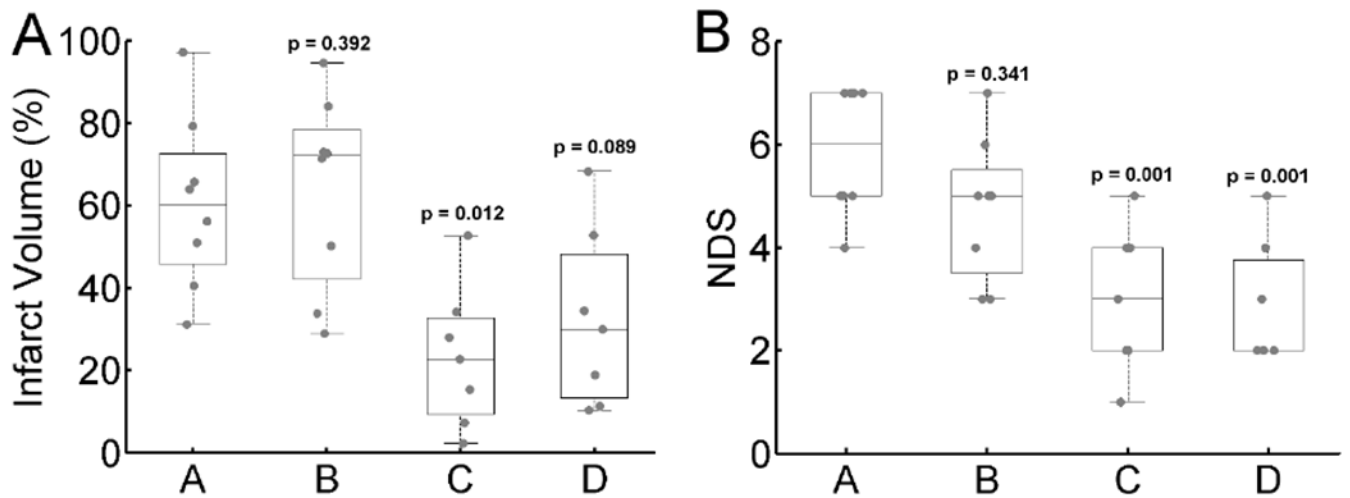 A
Infarct Volume (%)
100
80
60
40
20
0
p = 0.392
p = 0.012
p = 0.089
A B C D
B
NDS
8
6
4
2
0
p = 0.341
p = 0.001
p = 0.001
A B C D